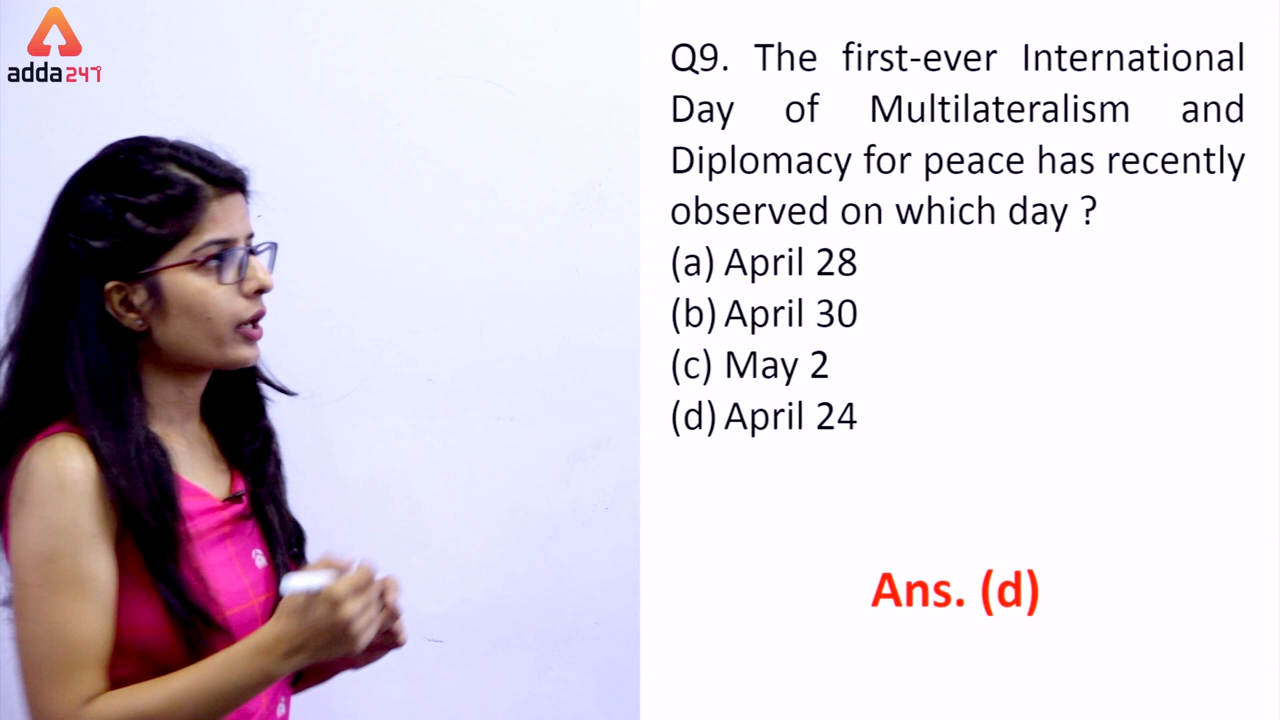 adda247
Q9. The first-ever International
Day of Multilateralism and
Diplomacy for peace has recently
observed on which day ?
(a) April 28
(b) April 30
(c) May 2
(d) April 24
Ans. (d)